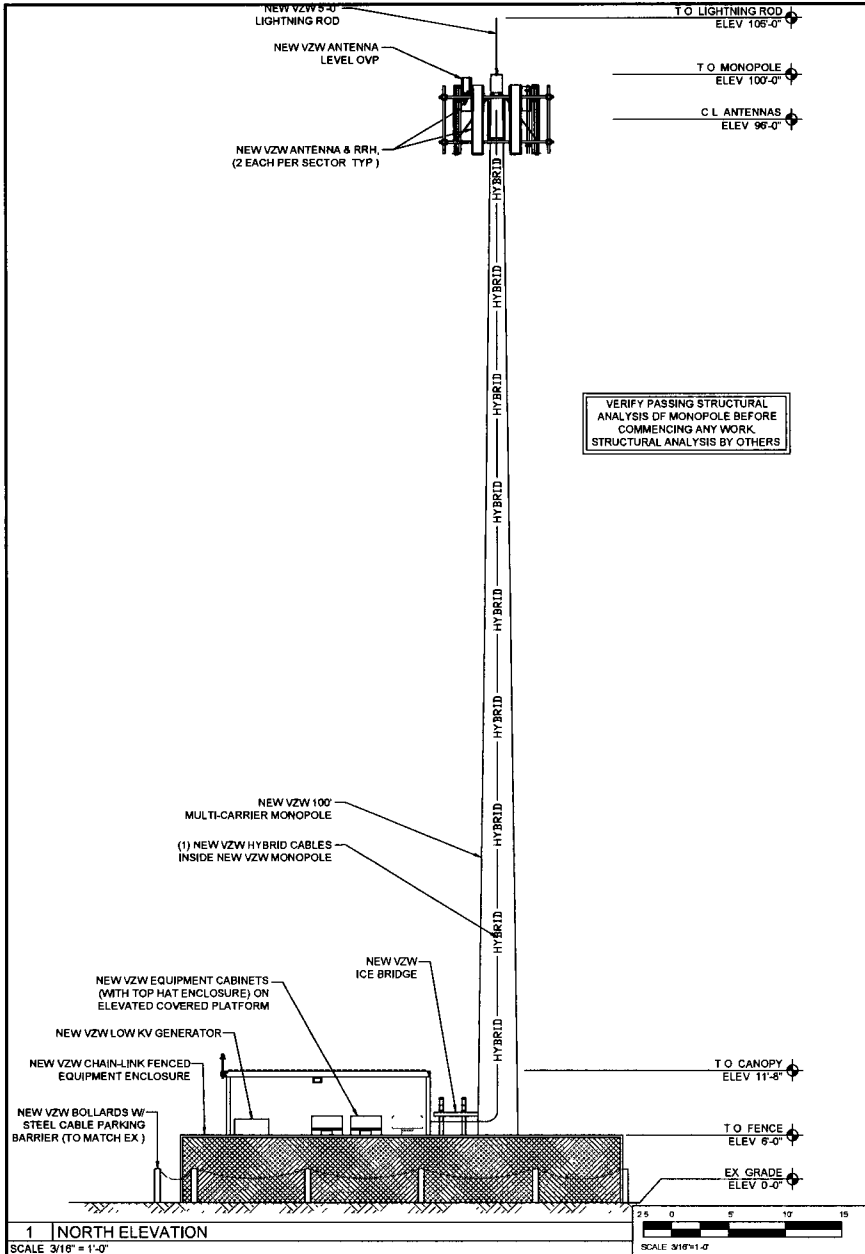 NEW VZW 5'-0"
LIGHTNING ROD
T O LIGHTNING ROD
ELEV 105'-0"
NEW VZW ANTENNA
LEVEL OVP
T O MONOPOLE
ELEV 100'-0"
C L ANTENNAS
ELEV 96'-0"
NEW VZW ANTENNA & RRH,
(2 EACH PER SECTOR TYP )
HYBRID
HYBRID
HYBRID
HYBRID
HYBRID
HYBRID
HYBRID
HYBRID
HYBRID
VERIFY PASSING STRUCTURAL
ANALYSIS OF MONOPOLE BEFORE
COMMENCING ANY WORK
STRUCTURAL ANALYSIS BY OTHERS
NEW VZW 100'
MULTI-CARRIER MONOPOLE
(1) NEW VZW HYBRID CABLES
INSIDE NEW VZW MONOPOLE
NEW VZW
ICE BRIDGE
NEW VZW EQUIPMENT CABINETS
(WITH TOP HAT ENCLOSURE) ON
ELEVATED COVERED PLATFORM
NEW VZW LOW KV GENERATOR
NEW VZW CHAIN-LINK FENCED
EQUIPMENT ENCLOSURE
T O CANOPY
ELEV 11'-8"
NEW VZW BOLLARDS W/
STEEL CABLE PARKING
BARRIER (TO MATCH EX )
T O FENCE
ELEV 6'-0"
EX GRADE
ELEV 0'-0"
1 NORTH ELEVATION
SCALE 3/16" = 1'-0"
2 5 0 5' 10' 15
SCALE 3/16"=1'-0"